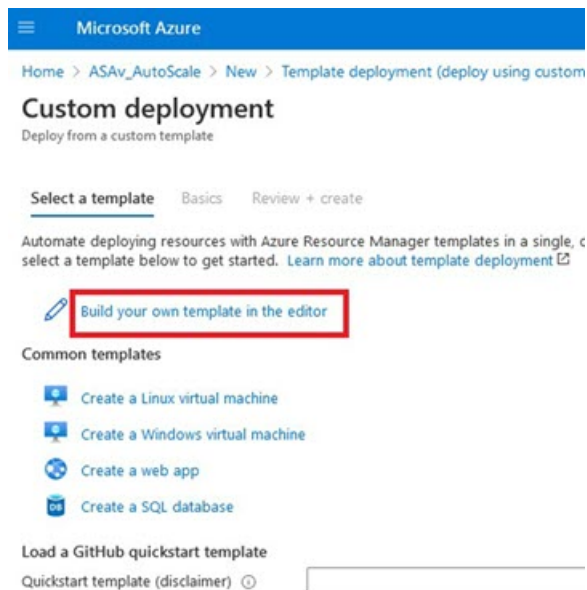 Microsoft Azure
Home > ASAv_AutoScale > New > Template deployment (deploy using custom
Custom deployment
Deploy from a custom template
Select a template Basics Review + create
Automate deploying resources with Azure Resource Manager templates in a single,
select a template below to get started. Learn more about template deployment
Build your own template in the editor
Common templates
Create a Linux virtual machine
Create a Windows virtual machine
Create a web app
Create a SQL database
Load a GitHub quickstart template
Quickstart template (disclaimer)